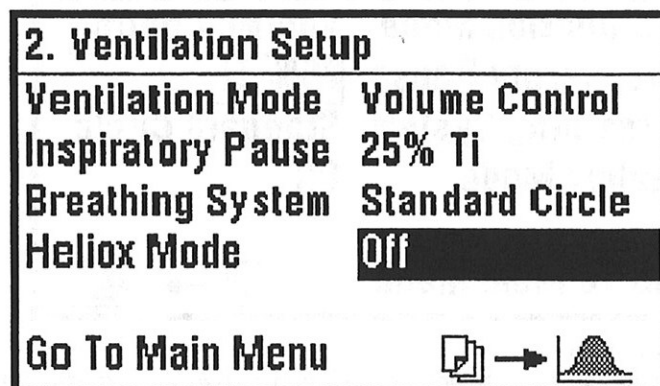 2. Ventilation Setup
Ventilation Mode Volume Control
Inspiratory Pause 25% Ti
Breathing System Standard Circle
Heliox Mode Off
Go To Main Menu